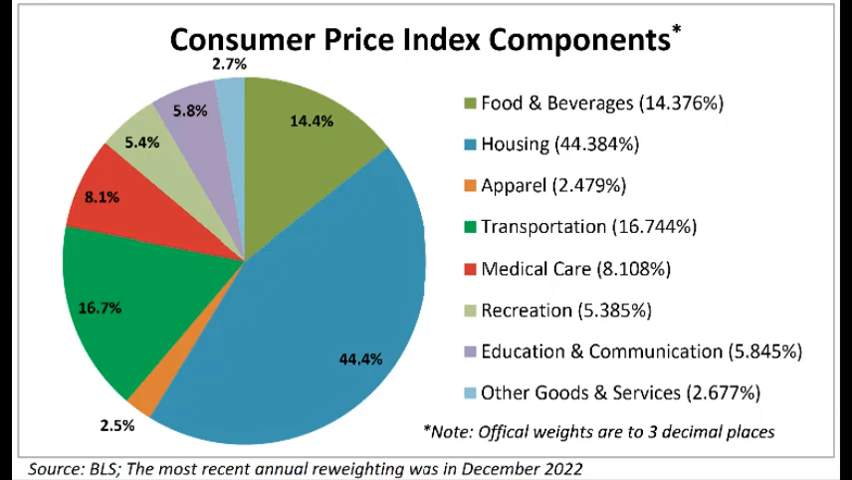 Consumer Price Index Components*
2.7%
5.8%
14.4%
5.4%
8.1%
16.7%
44.4%
2.5%
Food & Beverages (14.376%)
Housing (44.384%)
Apparel (2.479%)
Transportation (16.744%)
Medical Care (8.108%)
Recreation (5.385%)
Education & Communication (5.845%)
Other Goods & Services (2.677%)
*Note: Offical weights are to 3 decimal places
Source: BLS; The most recent annual reweighting was in December 2022